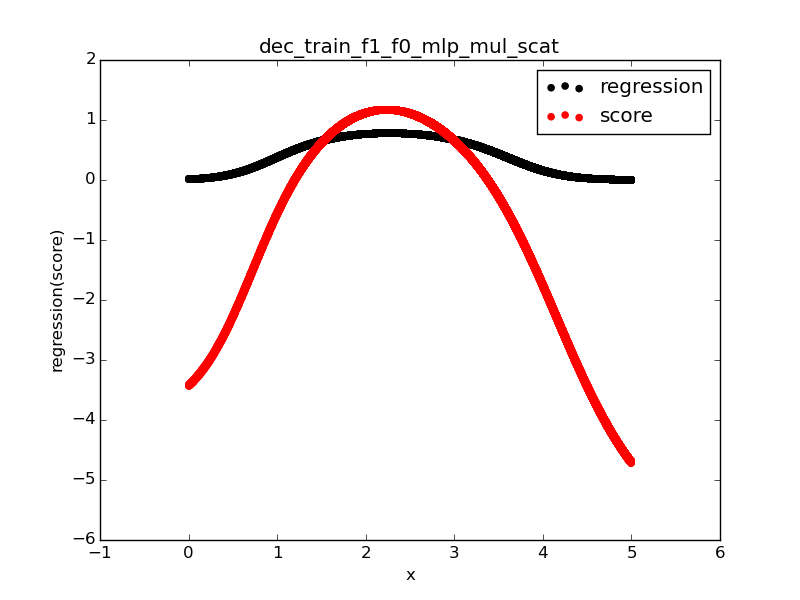 dec_train_f1_f0_mlp_mul_scat
regression
score
2
1
0
−1
−2
−3
−4
−5
−6
regression(score)
−1 0 1 2 3 4 5 6
x